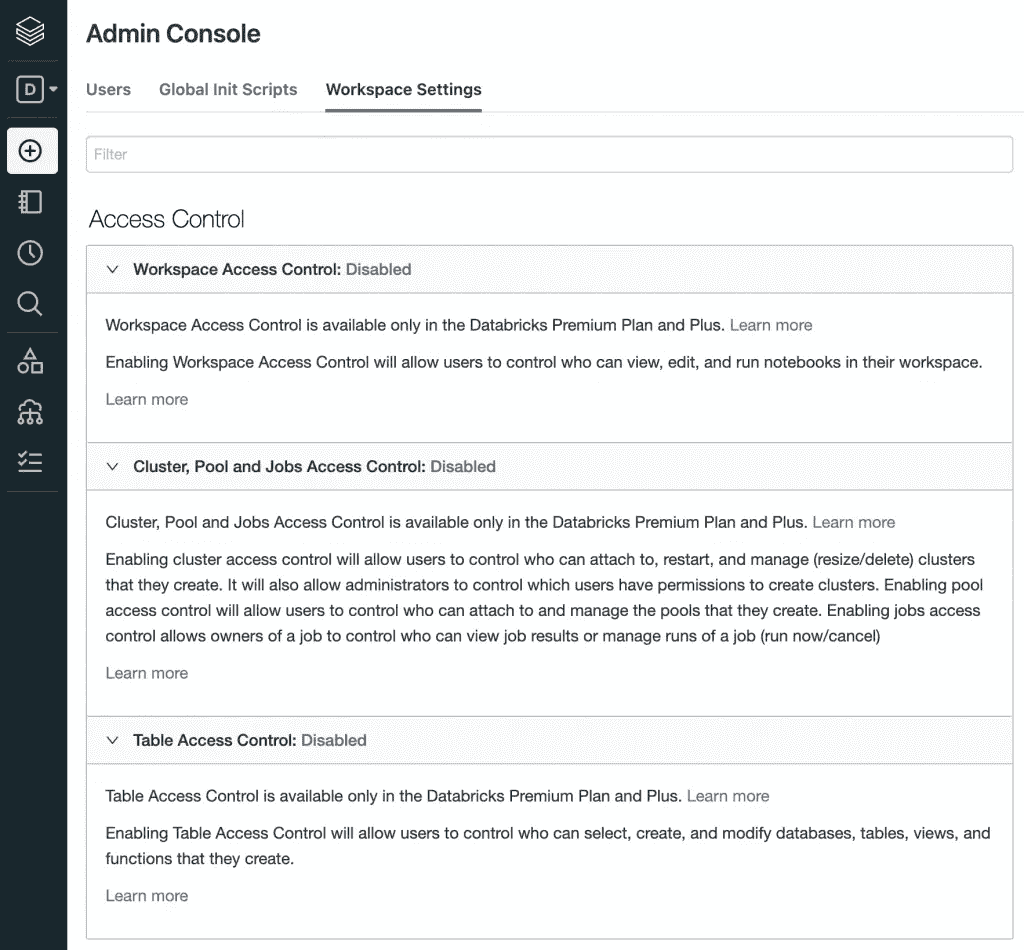 Admin Console
D
Users Global Init Scripts Workspace Settings
Filter
Access Control
Workspace Access Control: Disabled
Workspace Access Control is available only in the Databricks Premium Plan and Plus. Learn more
Enabling Workspace Access Control will allow users to control who can view, edit, and run notebooks in their workspace.
Learn more
Cluster, Pool and Jobs Access Control: Disabled
Cluster, Pool and Jobs Access Control is available only in the Databricks Premium Plan and Plus. Learn more
Enabling cluster access control will allow users to control who can attach to, restart, and manage (resize/delete) clusters
that they create. It will also allow administrators to control which users have permissions to create clusters. Enabling pool
access control will allow users to control who can attach to and manage the pools that they create. Enabling jobs access
control allows owners of a job to control who can view job results or manage runs of a job (run now/cancel)
Learn more
Table Access Control: Disabled
Table Access Control is available only in the Databricks Premium Plan and Plus. Learn more
Enabling Table Access Control will allow users to control who can select, create, and modify databases, tables, views, and
functions that they create.
Learn more